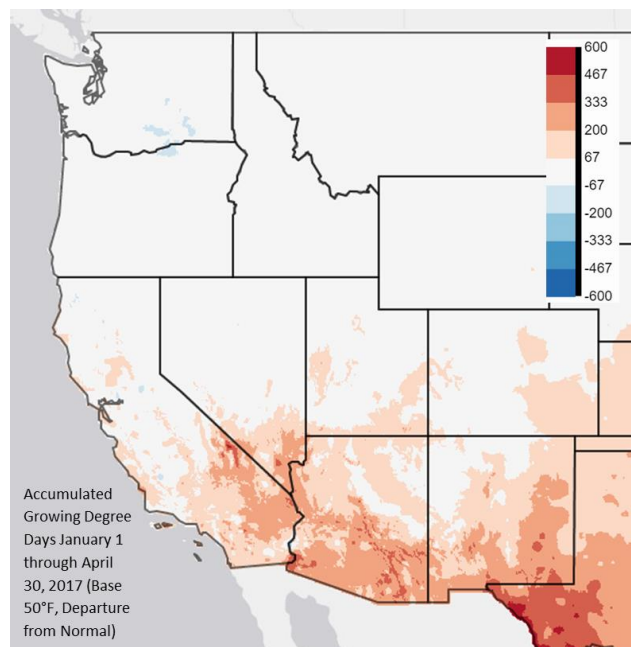 600
467
333
200
67
-67
-200
-333
-467
-600
Accumulated
Growing Degree
Days January 1
through April
30, 2017 (Base
50°F, Departure
from Normal)